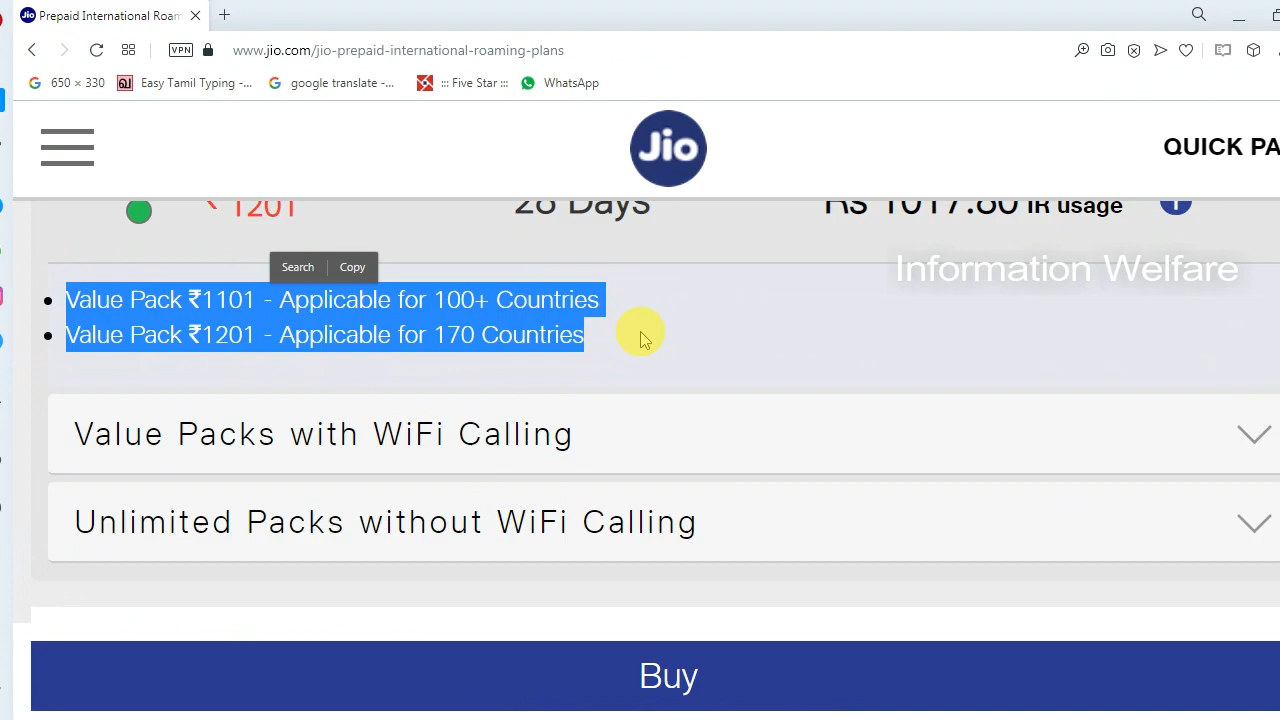 Prepaid International Roam
VPN
www.jio.com/jio-prepaid-international-roaming-plans
650 × 330
Easy Tamil Typing -...
google translate -...
::: Five Star :::
WhatsApp
Jio
QUICK PA
₹ 1201
28 Days
Rs 1017.80 IR usage
Information Welfare
Search
Copy
• Value Pack ₹1101 - Applicable for 100+ Countries
• Value Pack ₹1201 - Applicable for 170 Countries
Value Packs with WiFi Calling
Unlimited Packs without WiFi Calling
Buy